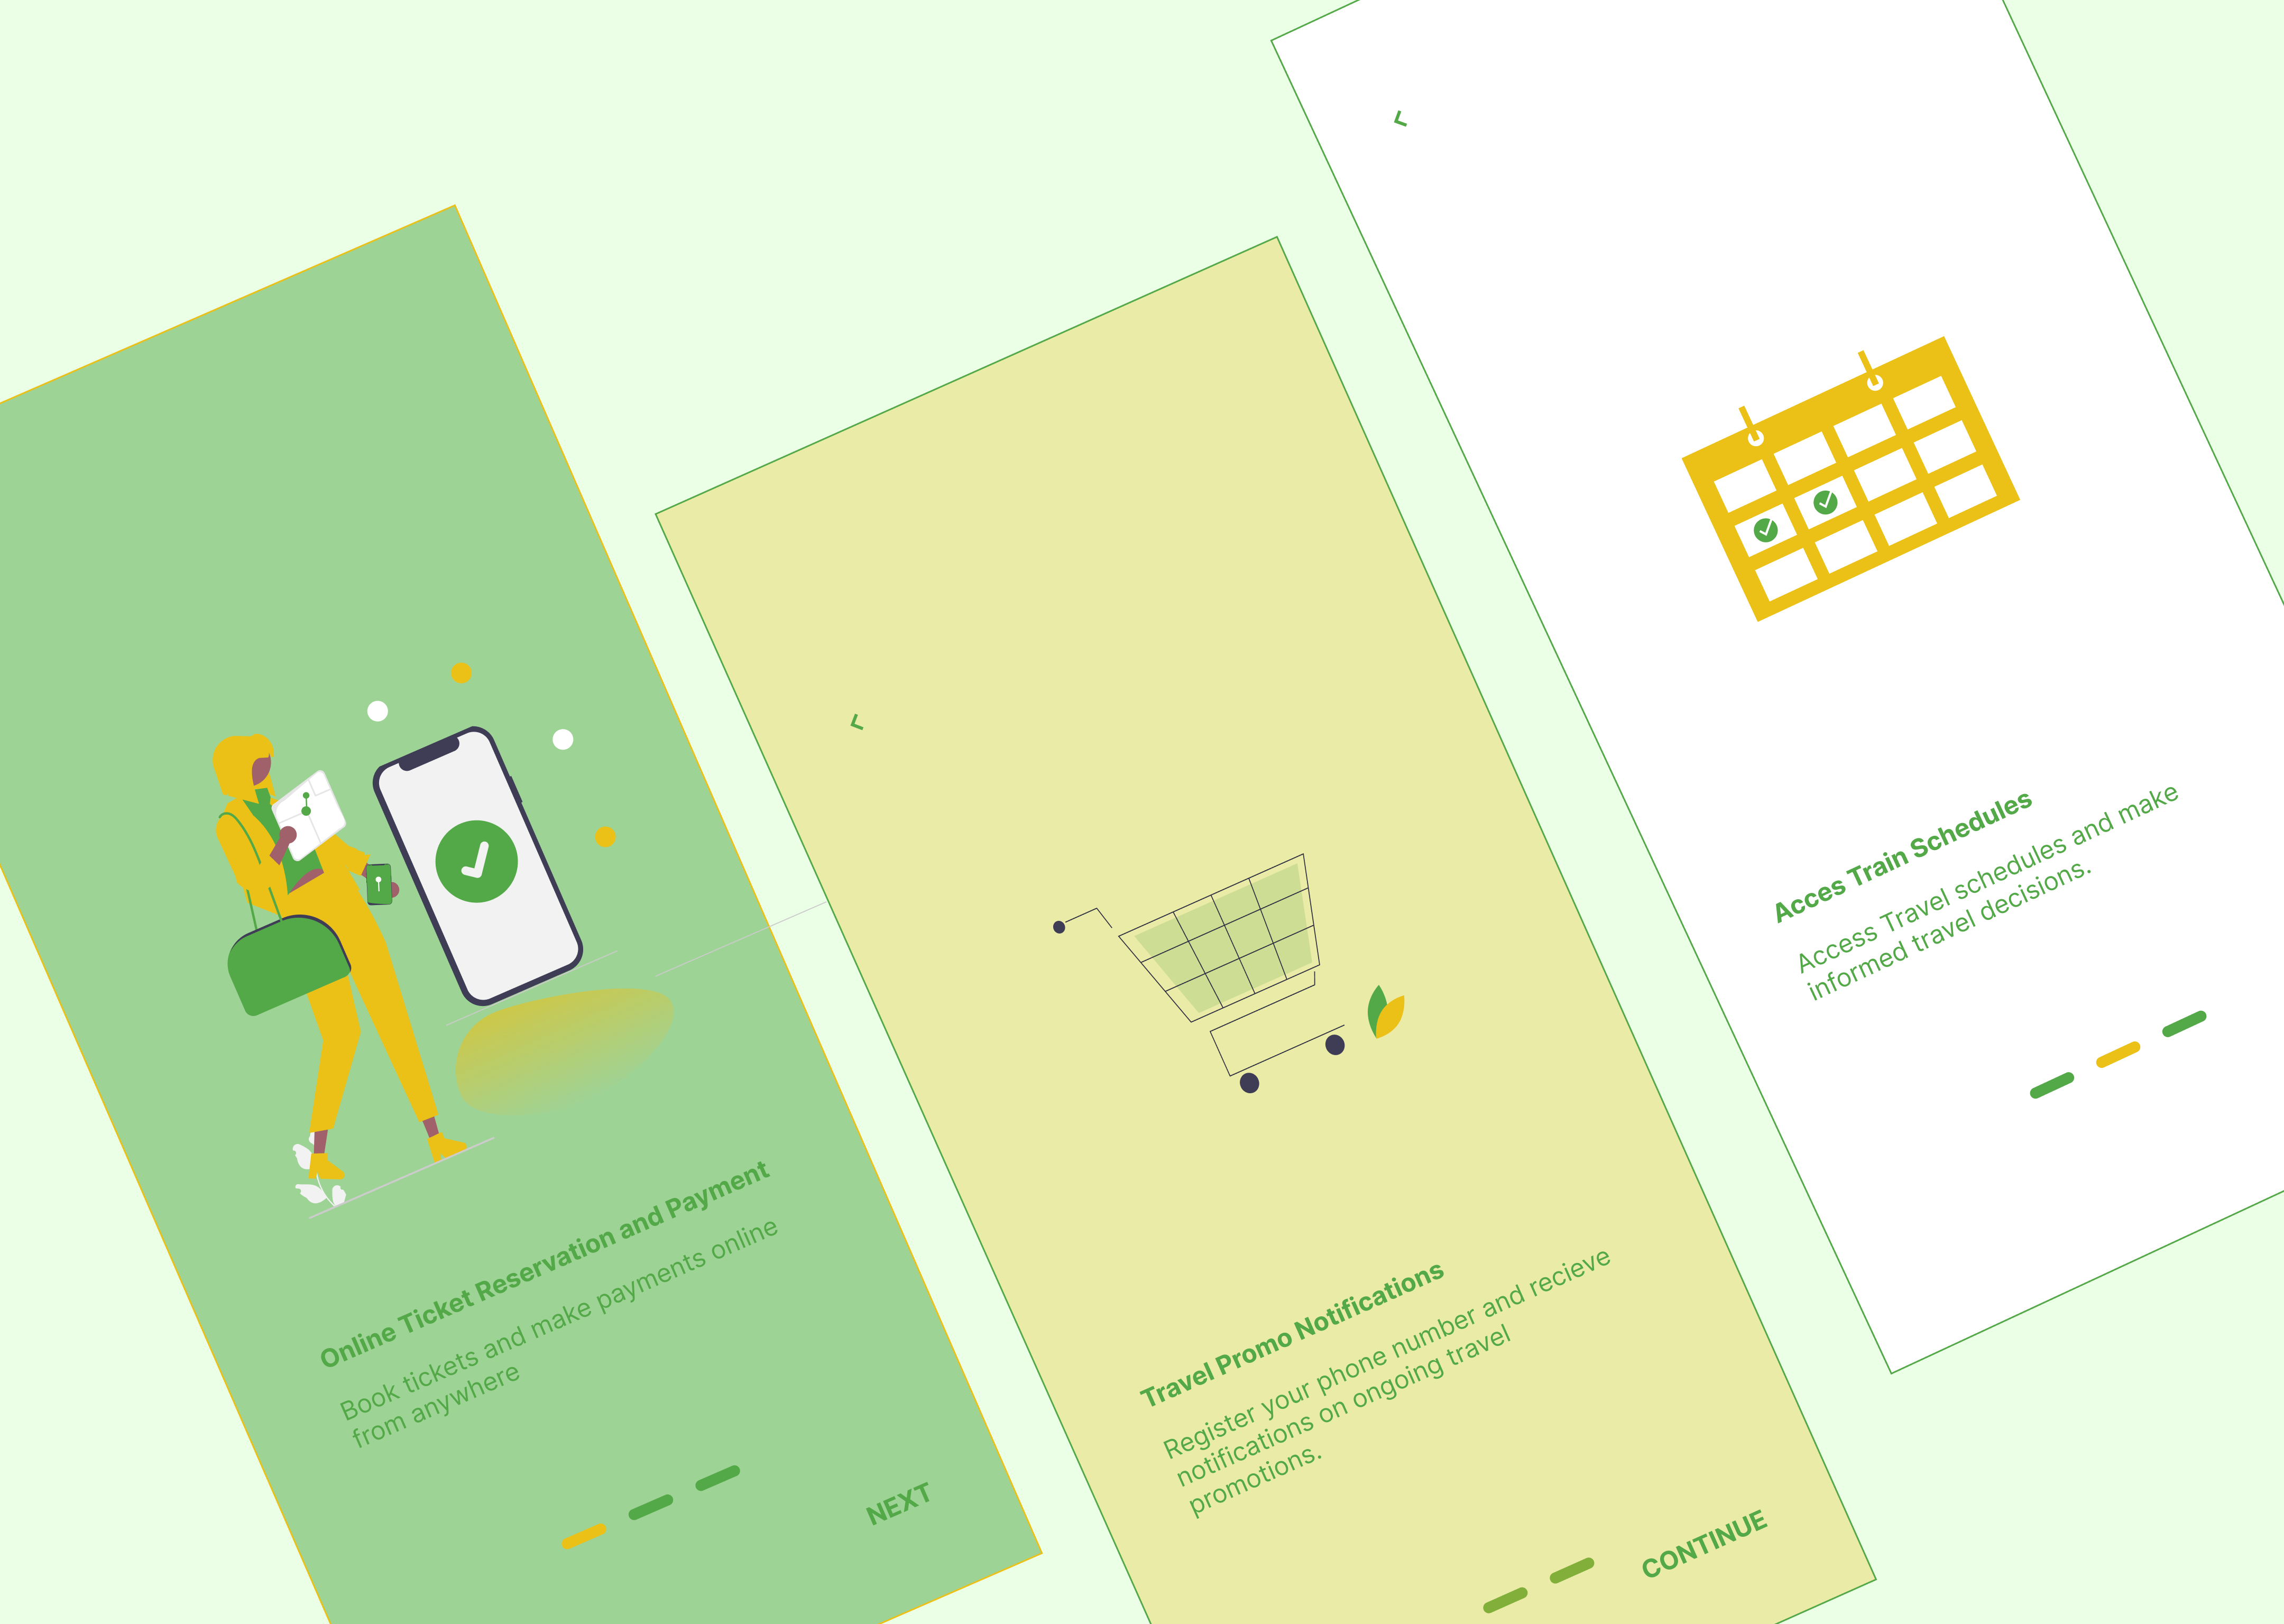 Online Ticket Reservation and Payment
Book tickets and make payments online
from anywhere
NEXT
Travel Promo Notifications
Register your phone number and recieve
notifications on ongoing travel
promotions.
CONTINUE
Acces Train Schedules
Access Travel schedules and make
informed travel decisions.